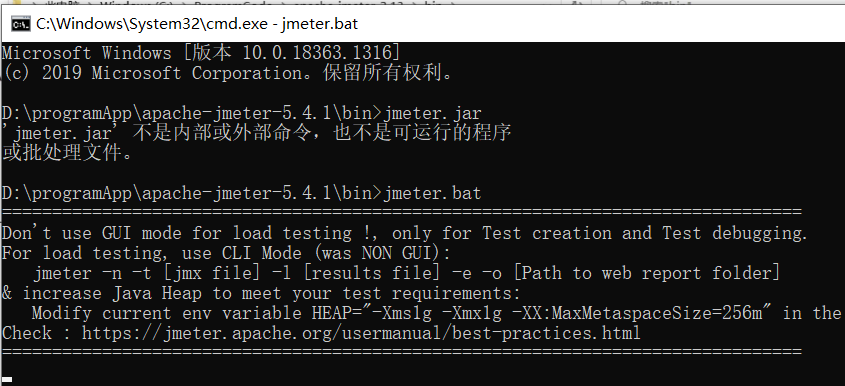 C:\Windows\System32\cmd.exe - jmeter.bat
Microsoft Windows [版本 10.0.18363.1316]
(c) 2019 Microsoft Corporation。保留所有权利。
D:\programApp\apache-jmeter-5.4.1\bin>jmeter.jar
'jmeter.jar' 不是内部或外部命令，也不是可运行的程序
或批处理文件。
D:\programApp\apache-jmeter-5.4.1\bin>jmeter.bat
================================================================================
Don't use GUI mode for load testing !, only for Test creation and Test debugging.
For load testing, use CLI Mode (was NON GUI):
jmeter -n -t [jmx file] -l [results file] -e -o [Path to web report folder]
& increase Java Heap to meet your test requirements:
Modify current env variable HEAP="-Xms1g -Xmx1g -XX:MaxMetaspaceSize=256m" in the
Check : https://jmeter.apache.org/usermanual/best-practices.html
================================================================================